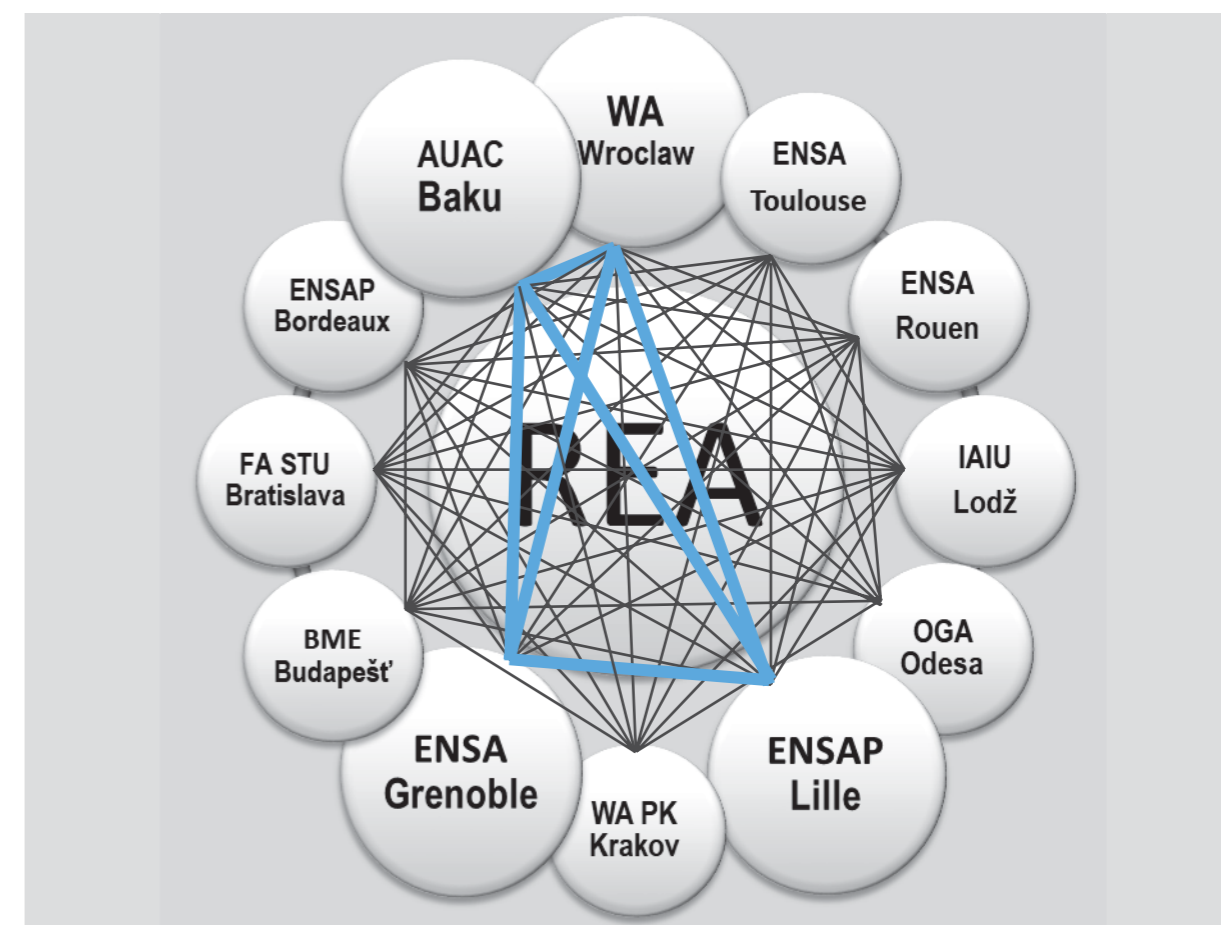 WA
Wroclaw
ENSA
Toulouse
ENSA
Rouen
IAIU
Lodž
OGA
Odesa
ENSAP
Lille
WA PK
Krakov
ENSA
Grenoble
BME
Budapešť
FA STU
Bratislava
ENSAP
Bordeaux
AUAC
Baku
REA